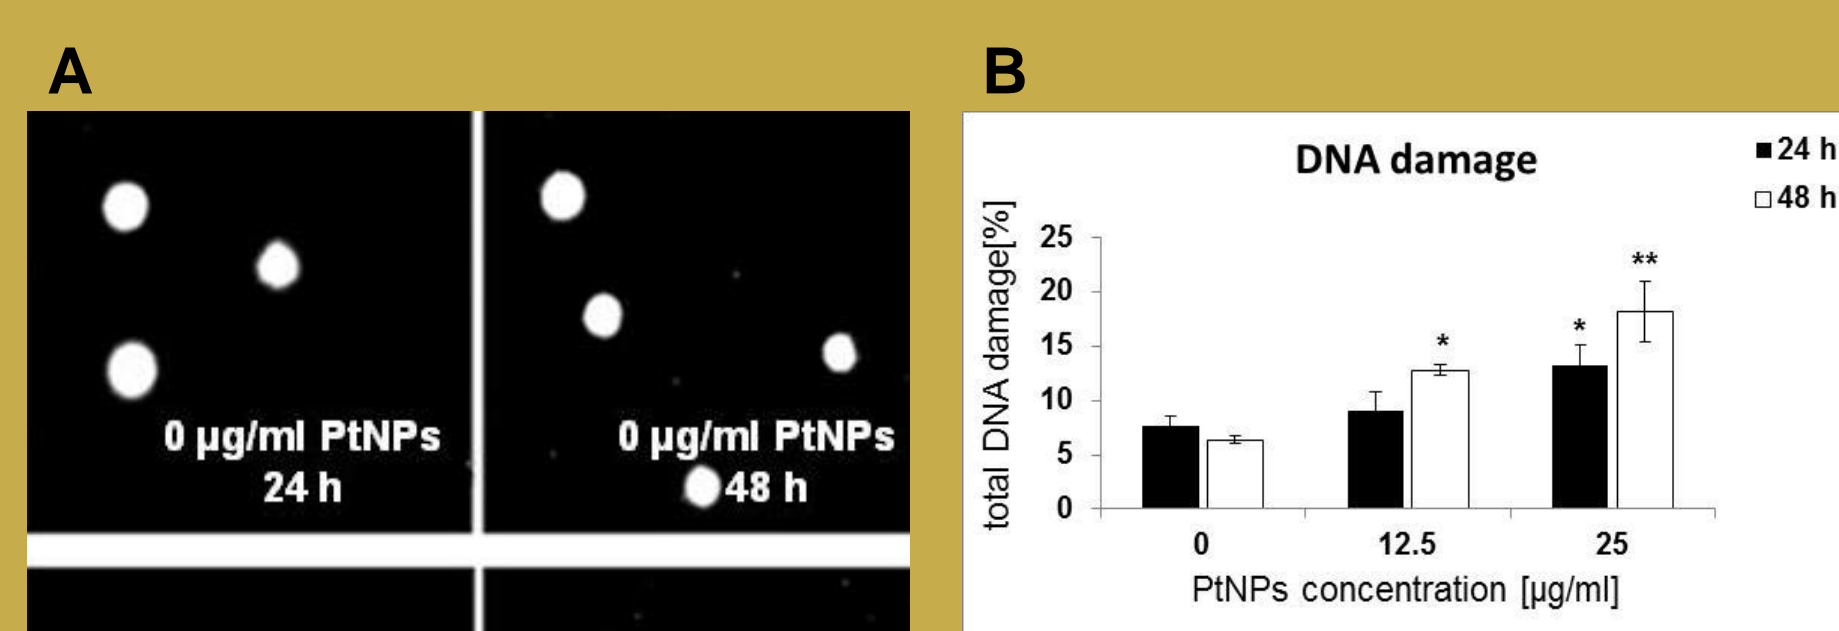 A
0 µg/ml PtNPs
24 h
0 µg/ml PtNPs
48 h
B
DNA damage
24 h
48 h
total DNA damage[%]
25
20
15
10
5
0
*
*
**
0
12.5
25
PtNPs concentration [µg/ml]